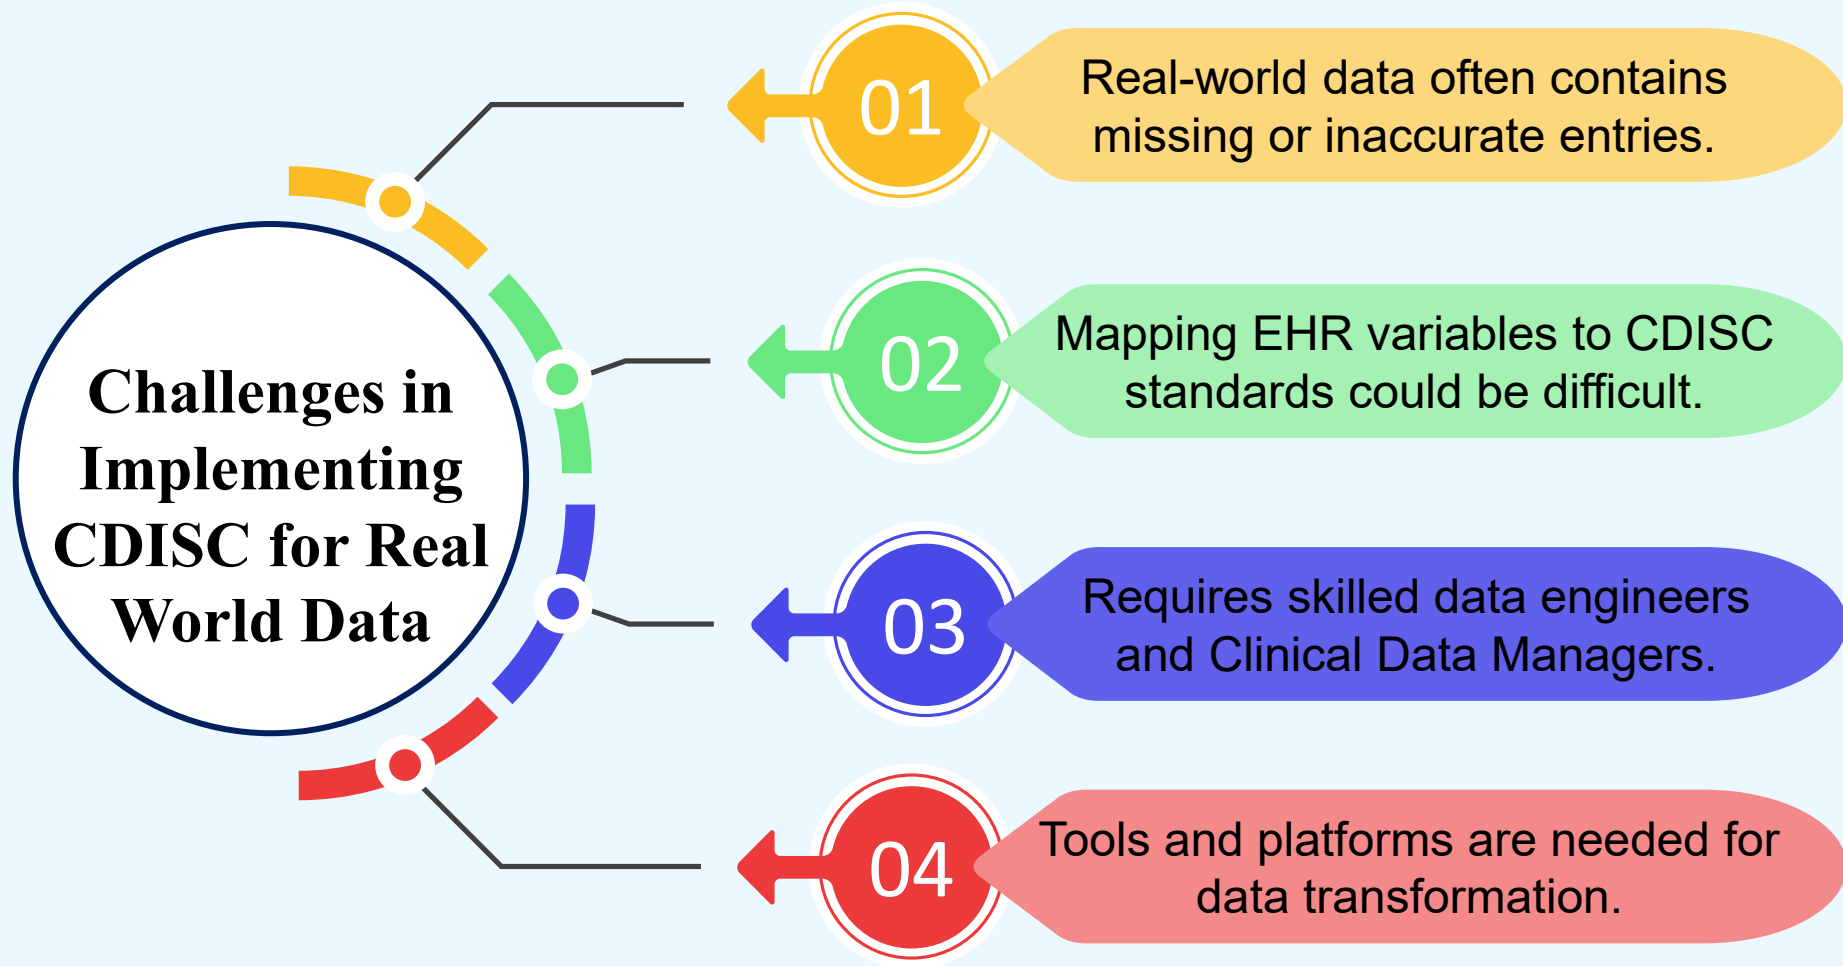 Challenges in
Implementing
CDISC for Real
World Data
01
Real-world data often contains
missing or inaccurate entries.
02
Mapping EHR variables to CDISC
standards could be difficult.
03
Requires skilled data engineers
and Clinical Data Managers.
04
Tools and platforms are needed for
data transformation.